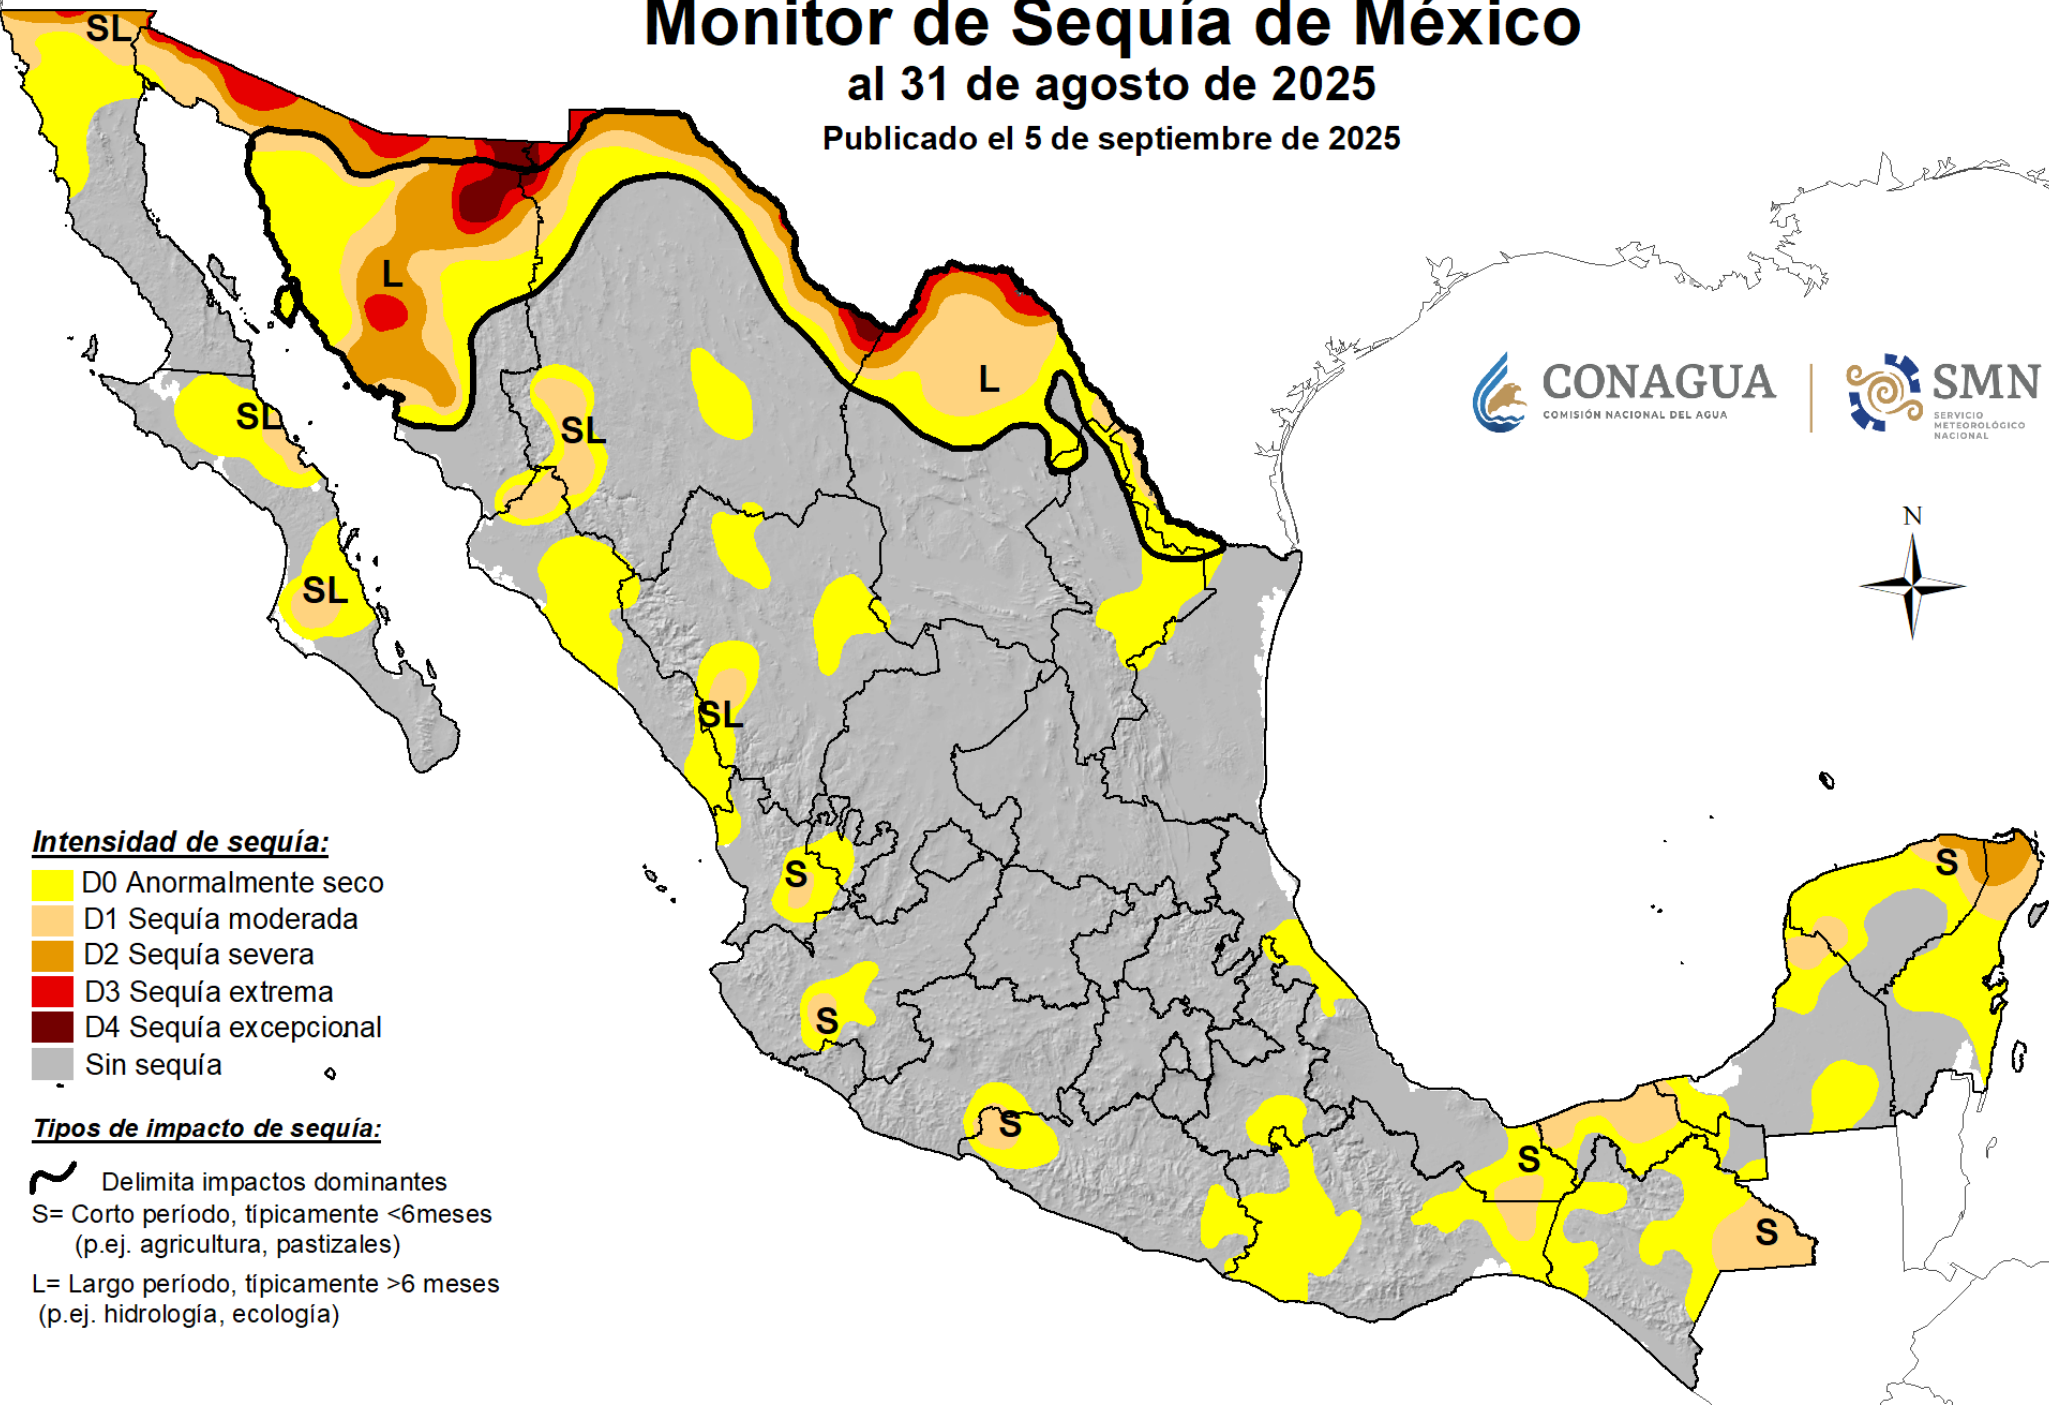 Monitor de Sequía de México
al 31 de agosto de 2025
Publicado el 5 de septiembre de 2025
SL
L
L
SL
SL
SL
SL
S
S
S
S
S
S
CONAGUA
COMISIÓN NACIONAL DEL AGUA
SMN
SERVICIO
METEOROLÓGICO
NACIONAL
N
Intensidad de sequía:
D0 Anormalmente seco
D1 Sequía moderada
D2 Sequía severa
D3 Sequía extrema
D4 Sequía excepcional
Sin sequía
Tipos de impacto de sequía:
Delimita impactos dominantes
S= Corto período, típicamente <6meses
(p.ej. agricultura, pastizales)
L= Largo período, típicamente >6 meses
(p.ej. hidrología, ecología)